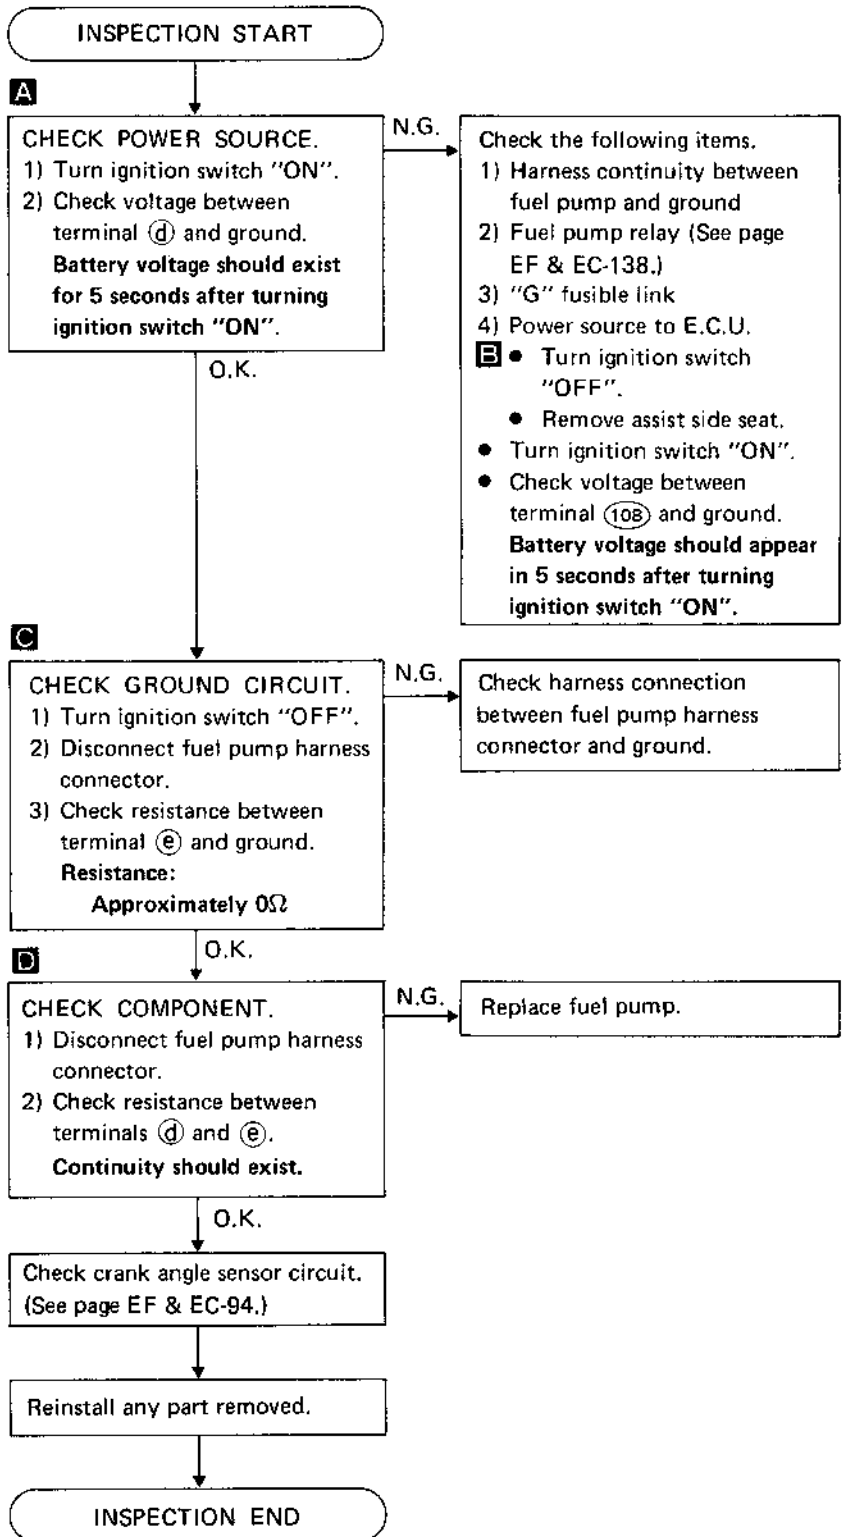 INSPECTION START
A
CHECK POWER SOURCE.
1) Turn ignition switch "ON".
2) Check voltage between
terminal ⓓ and ground.
Battery voltage should exist
for 5 seconds after turning
ignition switch "ON".
N.G.
Check the following items.
1) Harness continuity between
fuel pump and ground
2) Fuel pump relay (See page
EF & EC-138.)
3) "G" fusible link
4) Power source to E.C.U.
B ● Turn ignition switch
"OFF".
● Remove assist side seat.
● Turn ignition switch "ON".
● Check voltage between
terminal (108) and ground.
Battery voltage should appear
in 5 seconds after turning
ignition switch "ON".
O.K.
C
CHECK GROUND CIRCUIT.
1) Turn ignition switch "OFF".
2) Disconnect fuel pump harness
connector.
3) Check resistance between
terminal ⓔ and ground.
Resistance:
Approximately 0Ω
N.G.
Check harness connection
between fuel pump harness
connector and ground.
O.K.
D
CHECK COMPONENT.
1) Disconnect fuel pump harness
connector.
2) Check resistance between
terminals ⓓ and ⓔ.
Continuity should exist.
N.G.
Replace fuel pump.
O.K.
Check crank angle sensor circuit.
(See page EF & EC-94.)
Reinstall any part removed.
INSPECTION END